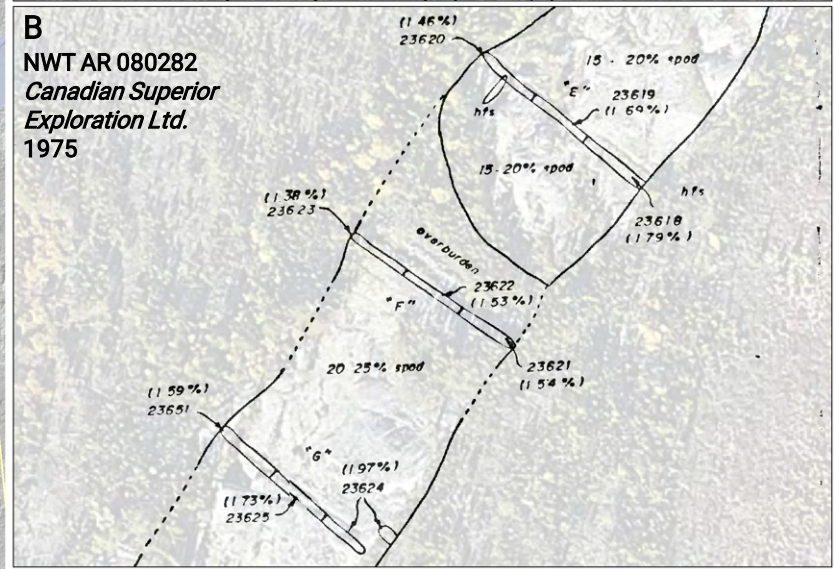 B
NWT AR 080282
Canadian Superior
Exploration Ltd.
1975
(1.46%)
23620
15 - 20% spod
"E"
23619
(1.69%)
hfs
15-20% spod
hfs
23618
(1.79%)
(1.38%)
23623
overburden
23622
(1.53%)
"F"
23621
(1.54%)
20 25% spod
(1.59%)
23651
"G"
(1.97%)
23624
(1.73%)
23625